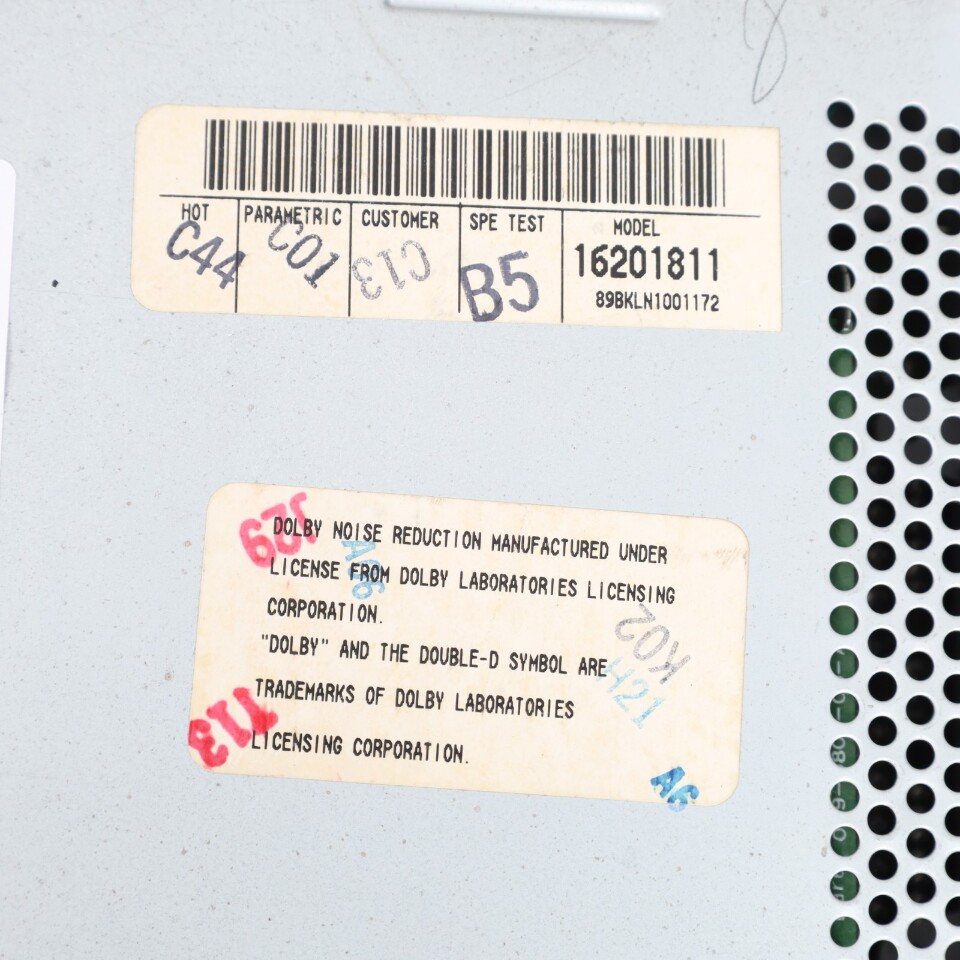 HOT PARAMETRIC CUSTOMER SPE TEST MODEL
C44 C01 C13 B5 16201811
89BKLN1001172
J29
DOLBY NOISE REDUCTION MANUFACTURED UNDER
A66
LICENSE FROM DOLBY LABORATORIES LICENSING
CORPORATION.
K02
"DOLBY" AND THE DOUBLE-D SYMBOL ARE
H21
TRADEMARKS OF DOLBY LABORATORIES
113
LICENSING CORPORATION.
A6